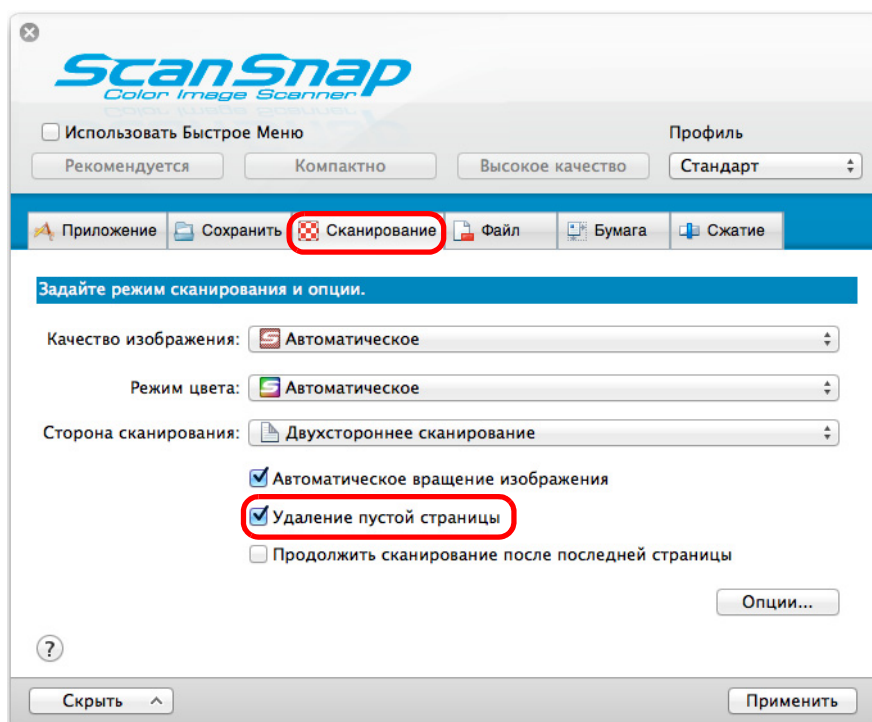 ScanSnap
Color Image Scanner
Использовать Быстрое Меню
Профиль
Рекомендуется Компактно Высокое качество Стандарт
Приложение Сохранить Сканирование Файл Бумага Сжатие
Задайте режим сканирования и опции.
Качество изображения: Автоматическое
Режим цвета: Автоматическое
Сторона сканирования: Двухстороннее сканирование
Автоматическое вращение изображения
Удаление пустой страницы
Продолжить сканирование после последней страницы
Опции...
?
Скрыть Применить